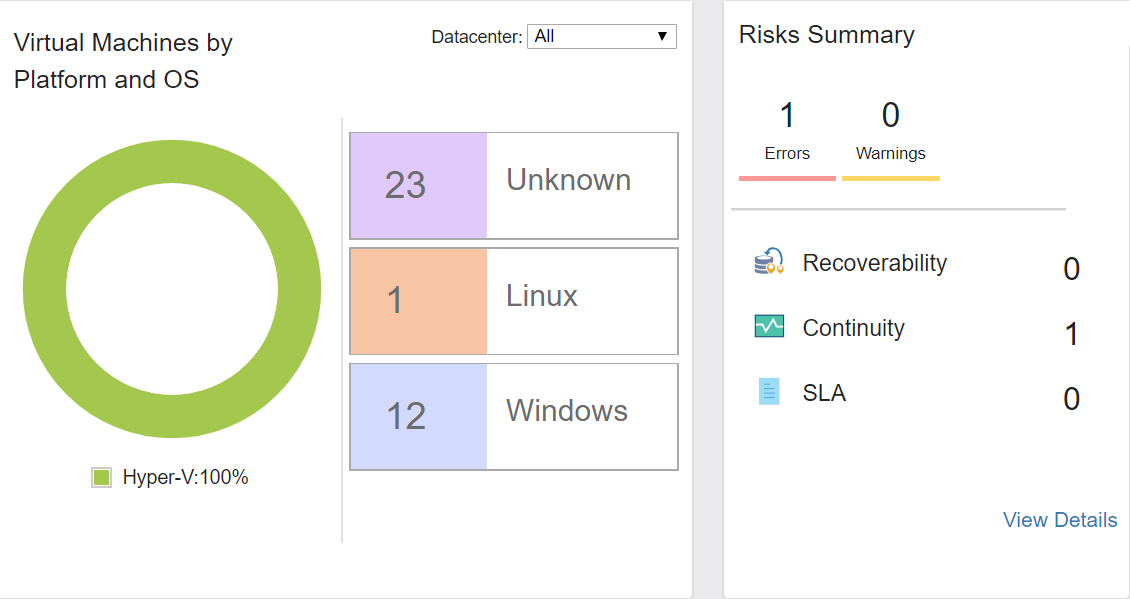 Virtual Machines by
Platform and OS
Datacenter: All
23 Unknown
1 Linux
12 Windows
Hyper-V:100%
Risks Summary
1 0
Errors Warnings
Recoverability 0
Continuity 1
SLA 0
View Details